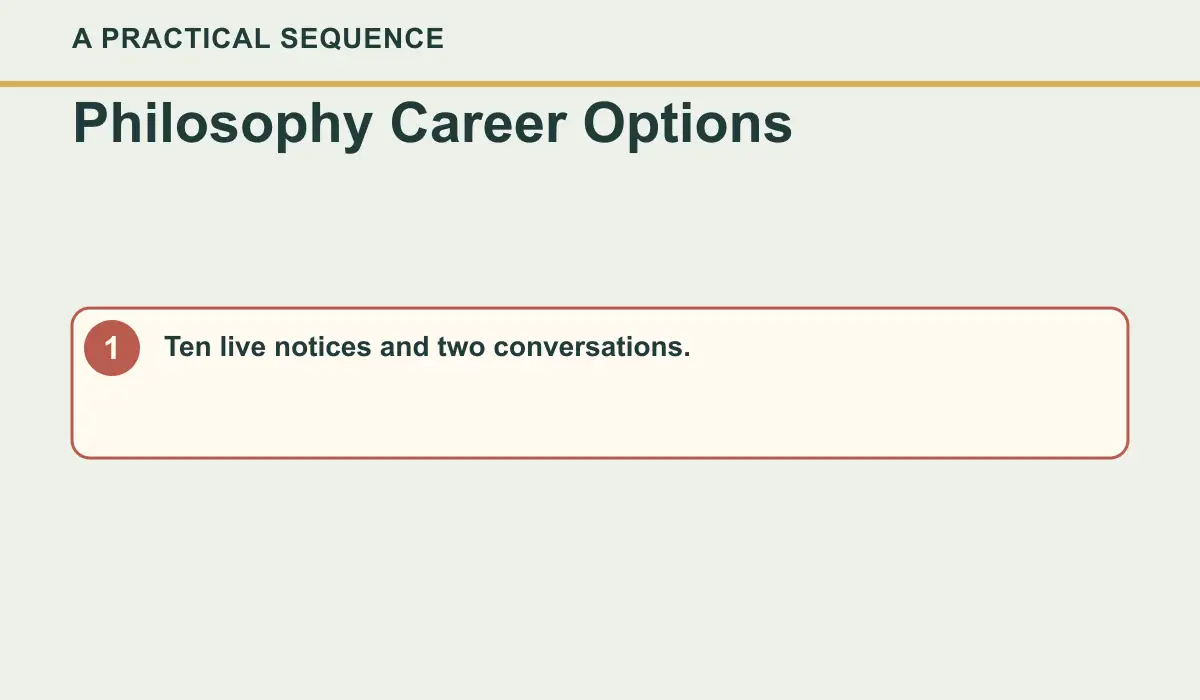 A PRACTICAL SEQUENCE
Philosophy Career Options
1 Ten live notices and two conversations.